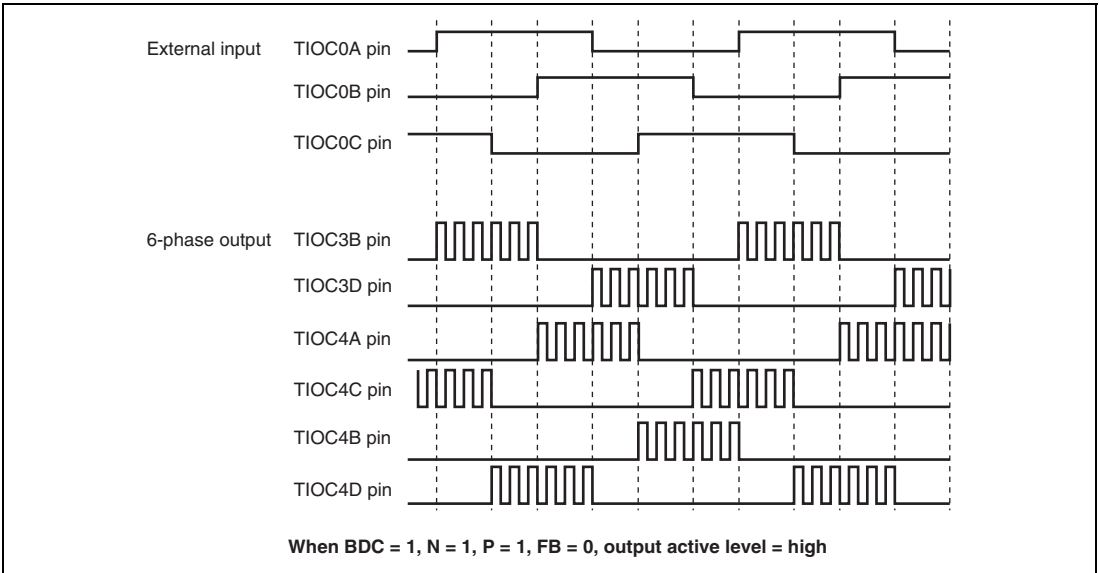 External input TIOC0A pin
TIOC0B pin
TIOC0C pin
6-phase output TIOC3B pin
TIOC3D pin
TIOC4A pin
TIOC4C pin
TIOC4B pin
TIOC4D pin
When BDC = 1, N = 1, P = 1, FB = 0, output active level = high